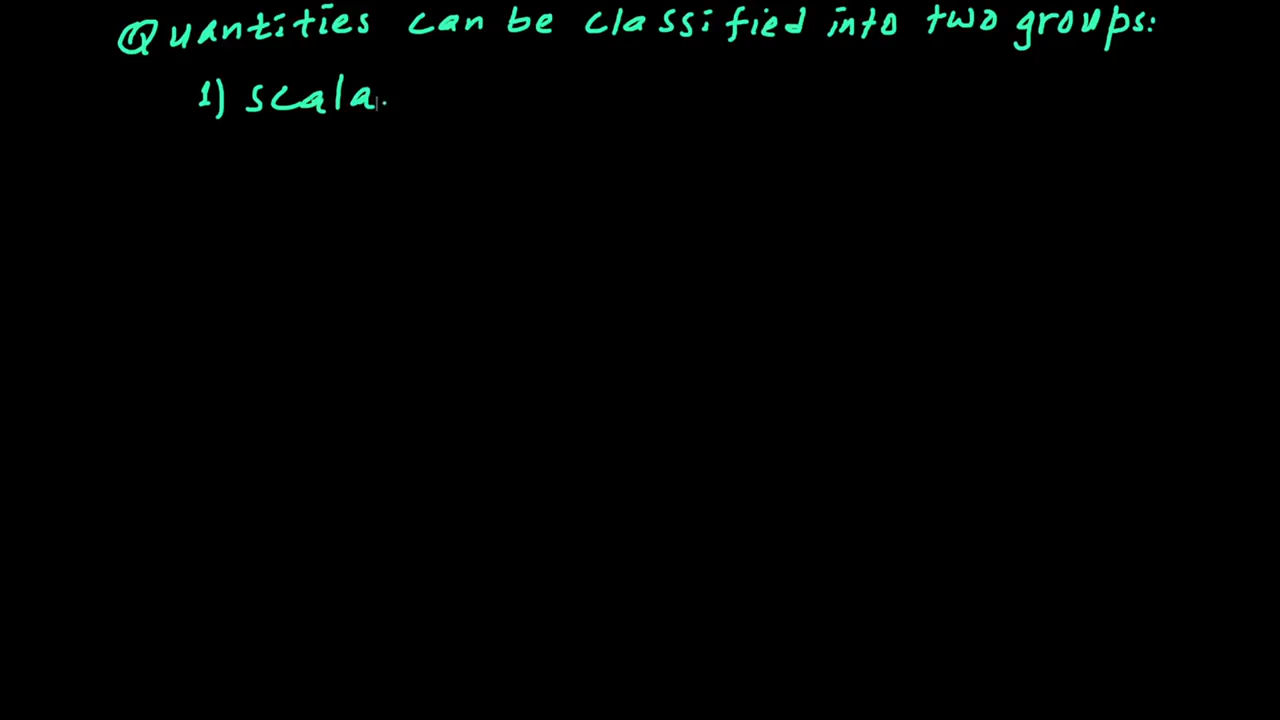 Quantities can be classified into two groups:
1) scala